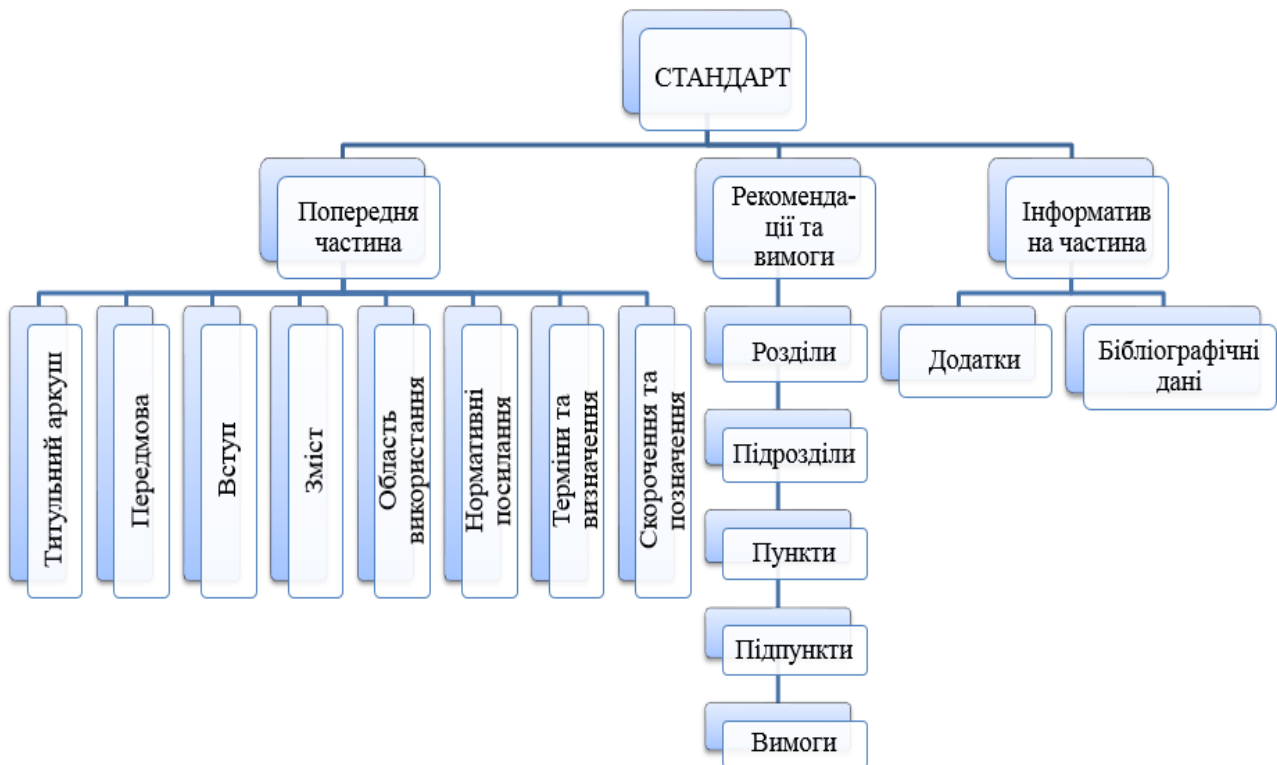 СТАНДАРТ
Попередня
частина
Рекоменда-
ції та
вимоги
Інформатив
на частина
Титульний аркуш
Передмова
Вступ
Зміст
Область
використання
Нормативні
посилання
Терміни та
визначення
Скорочення та
позначення
Розділи
Підрозділи
Пункти
Підпункти
Вимоги
Додатки
Бібліографічні
дані